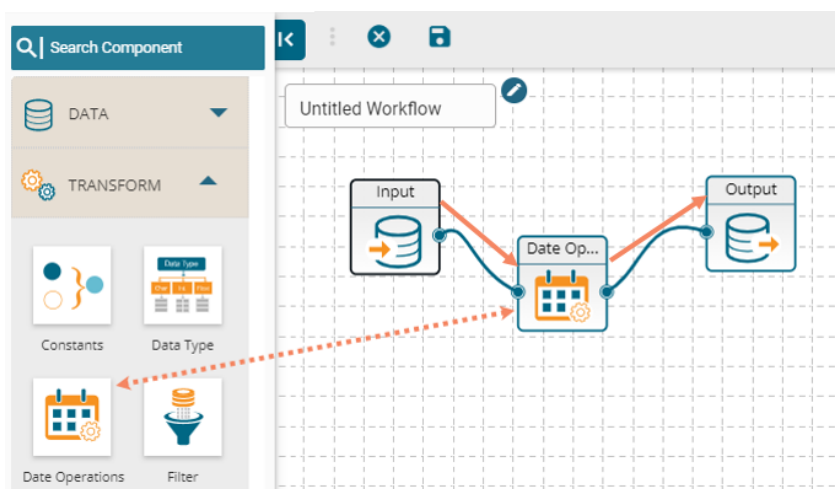 Search Component
Untitled Workflow
DATA
TRANSFORM
Input
Output
Date Op...
Data Type
Char
Int
Constants
Data Type
Date Operations
Filter